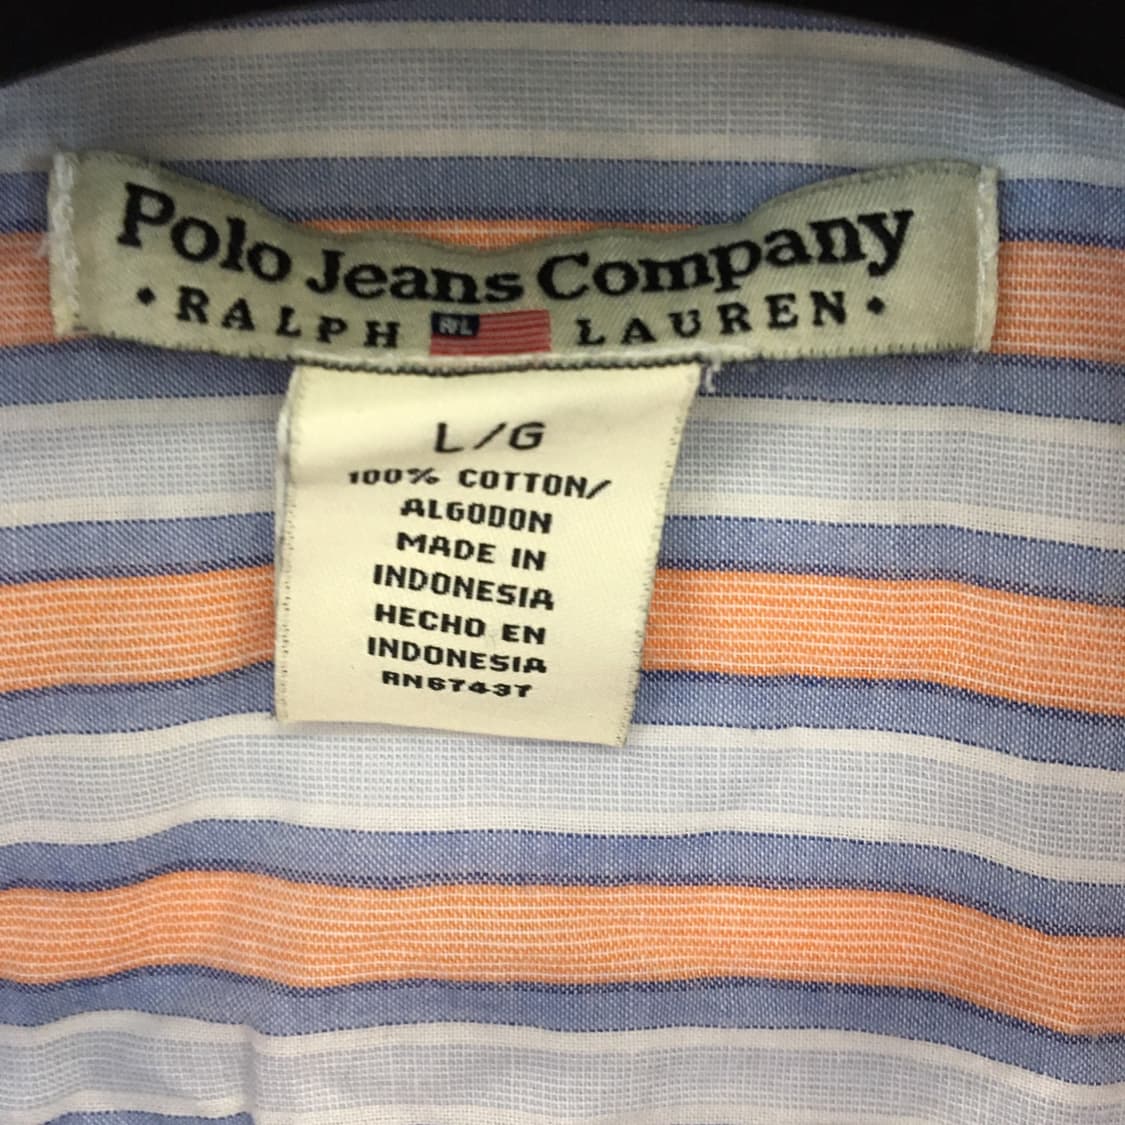 Polo Jeans Company
• RALPH RL LAUREN •
L/G
100% COTTON/
ALGODON
MADE IN
INDONESIA
HECHO EN
INDONESIA
RN67437